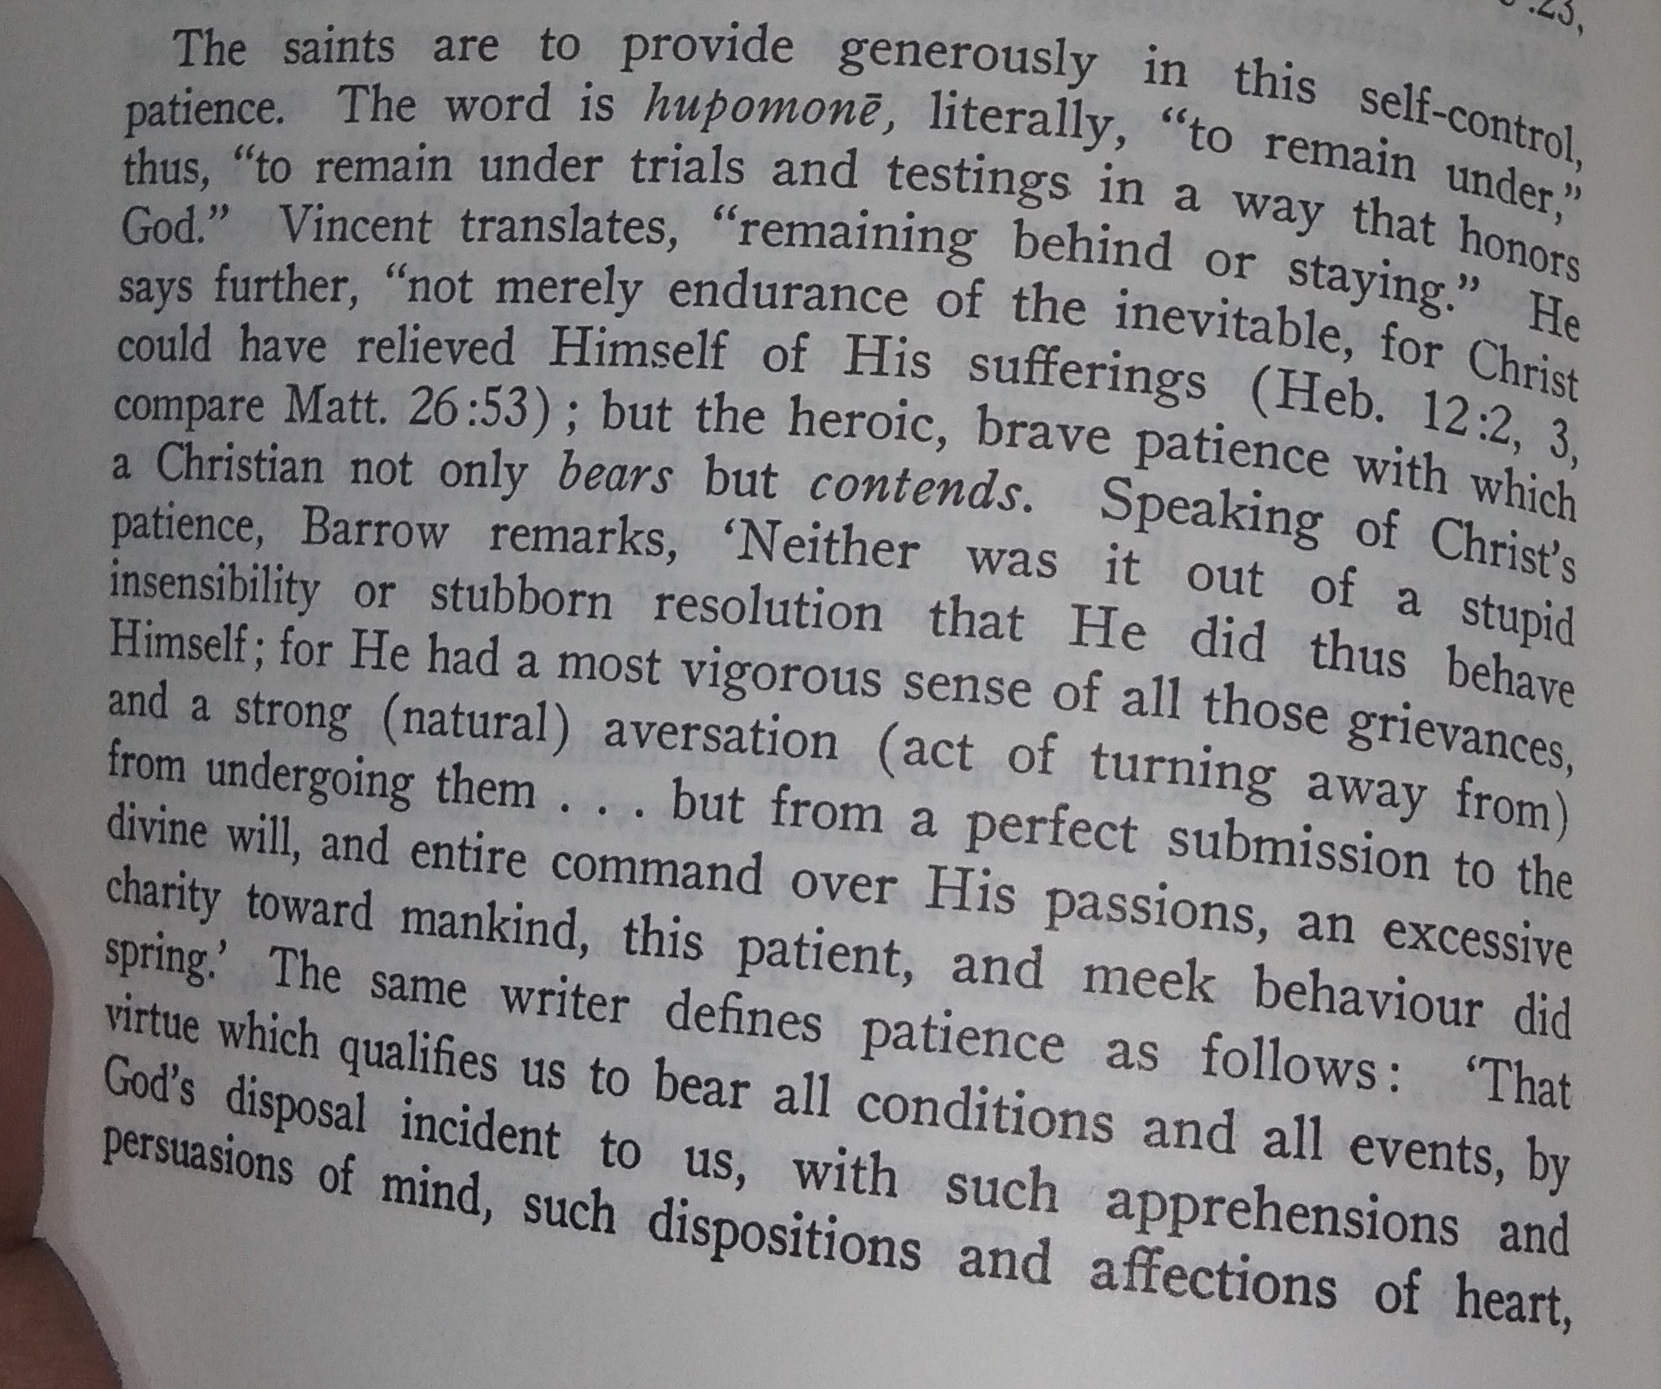 :23,
The saints are to provide generously in this self-control,
patience. The word is hupomonē, literally, “to remain under,”
thus, “to remain under trials and testings in a way that honors
God.” Vincent translates, “remaining behind or staying.” He
says further, “not merely endurance of the inevitable, for Christ
could have relieved Himself of His sufferings (Heb. 12:2, 3,
compare Matt. 26:53); but the heroic, brave patience with which
a Christian not only bears but contends. Speaking of Christ’s
patience, Barrow remarks, ‘Neither was it out of a stupid
insensibility or stubborn resolution that He did thus behave
Himself; for He had a most vigorous sense of all those grievances,
and a strong (natural) aversation (act of turning away from)
from undergoing them . . . but from a perfect submission to the
divine will, and entire command over His passions, an excessive
charity toward mankind, this patient, and meek behaviour did
spring.’ The same writer defines patience as follows: ‘That
virtue which qualifies us to bear all conditions and all events, by
God’s disposal incident to us, with such apprehensions and
persuasions of mind, such dispositions and affections of heart,